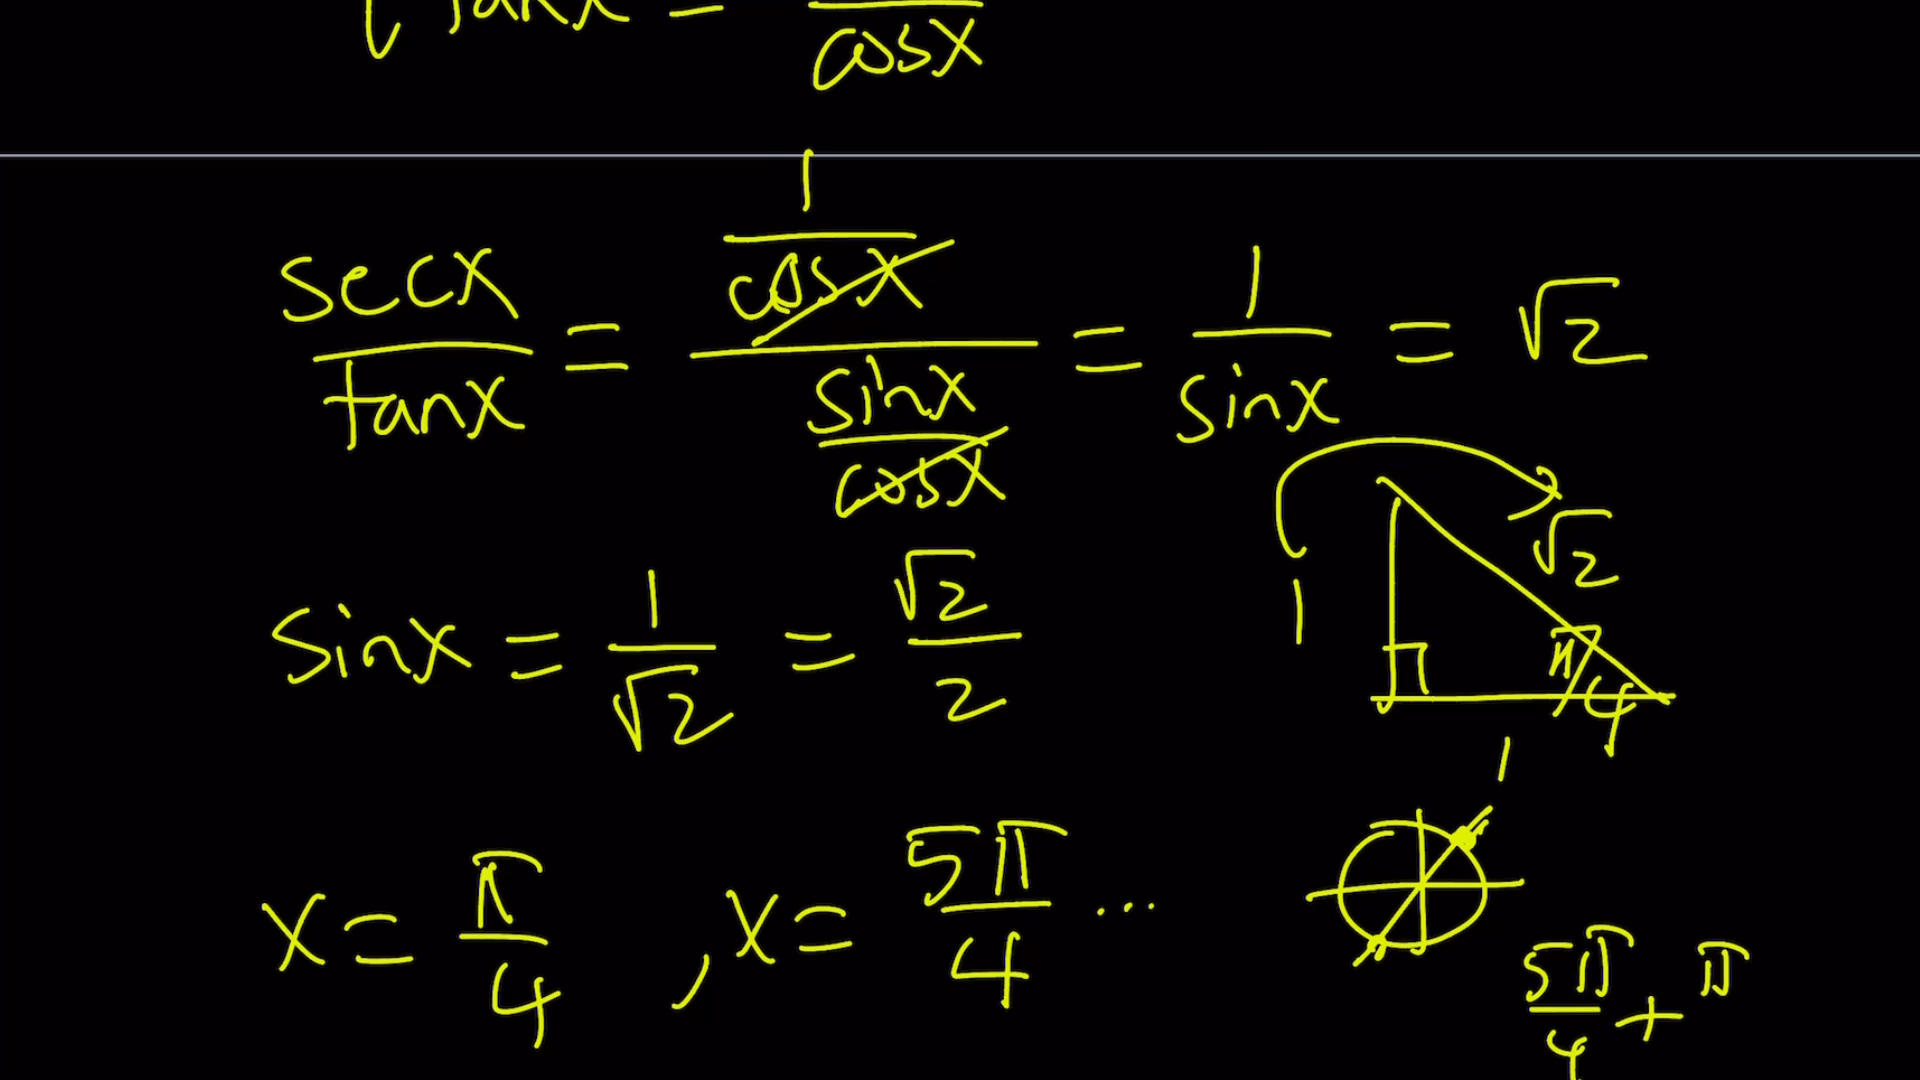 tanx = / cosx
secx / tanx = (1 / cosx) / (sinx / cosx) = 1 / sinx = √2
1 √2
π/4
sinx = 1 / √2 = √2 / 2
1
x = π / 4 , x = 5π / 4 ...
5π / 4 + π